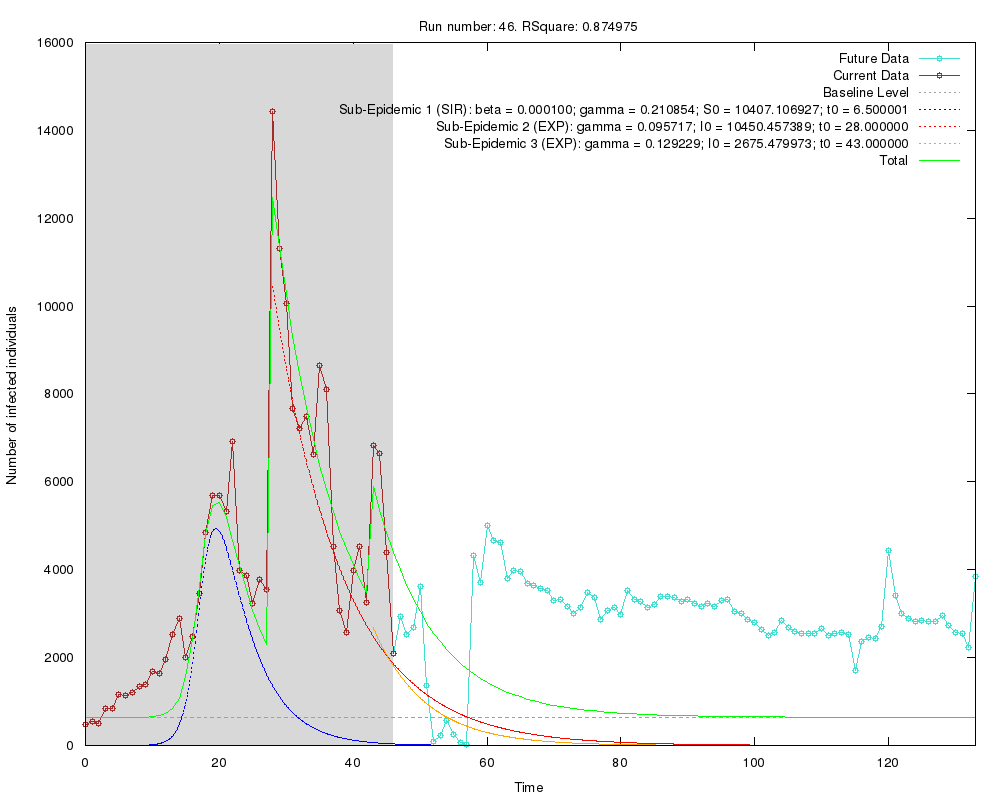 Run number: 46. RSquare: 0.874975
Future Data
Current Data
Baseline Level
Sub-Epidemic 1 (SIR): beta = 0.000100; gamma = 0.210854; S0 = 10407.106927; t0 = 6.500001
Sub-Epidemic 2 (EXP): gamma = 0.095717; I0 = 10450.457389; t0 = 28.000000
Sub-Epidemic 3 (EXP): gamma = 0.129229; I0 = 2675.479973; t0 = 43.000000
Total
Number of infected individuals
16000
14000
12000
10000
8000
6000
4000
2000
0
0 20 40 60 80 100 120
Time